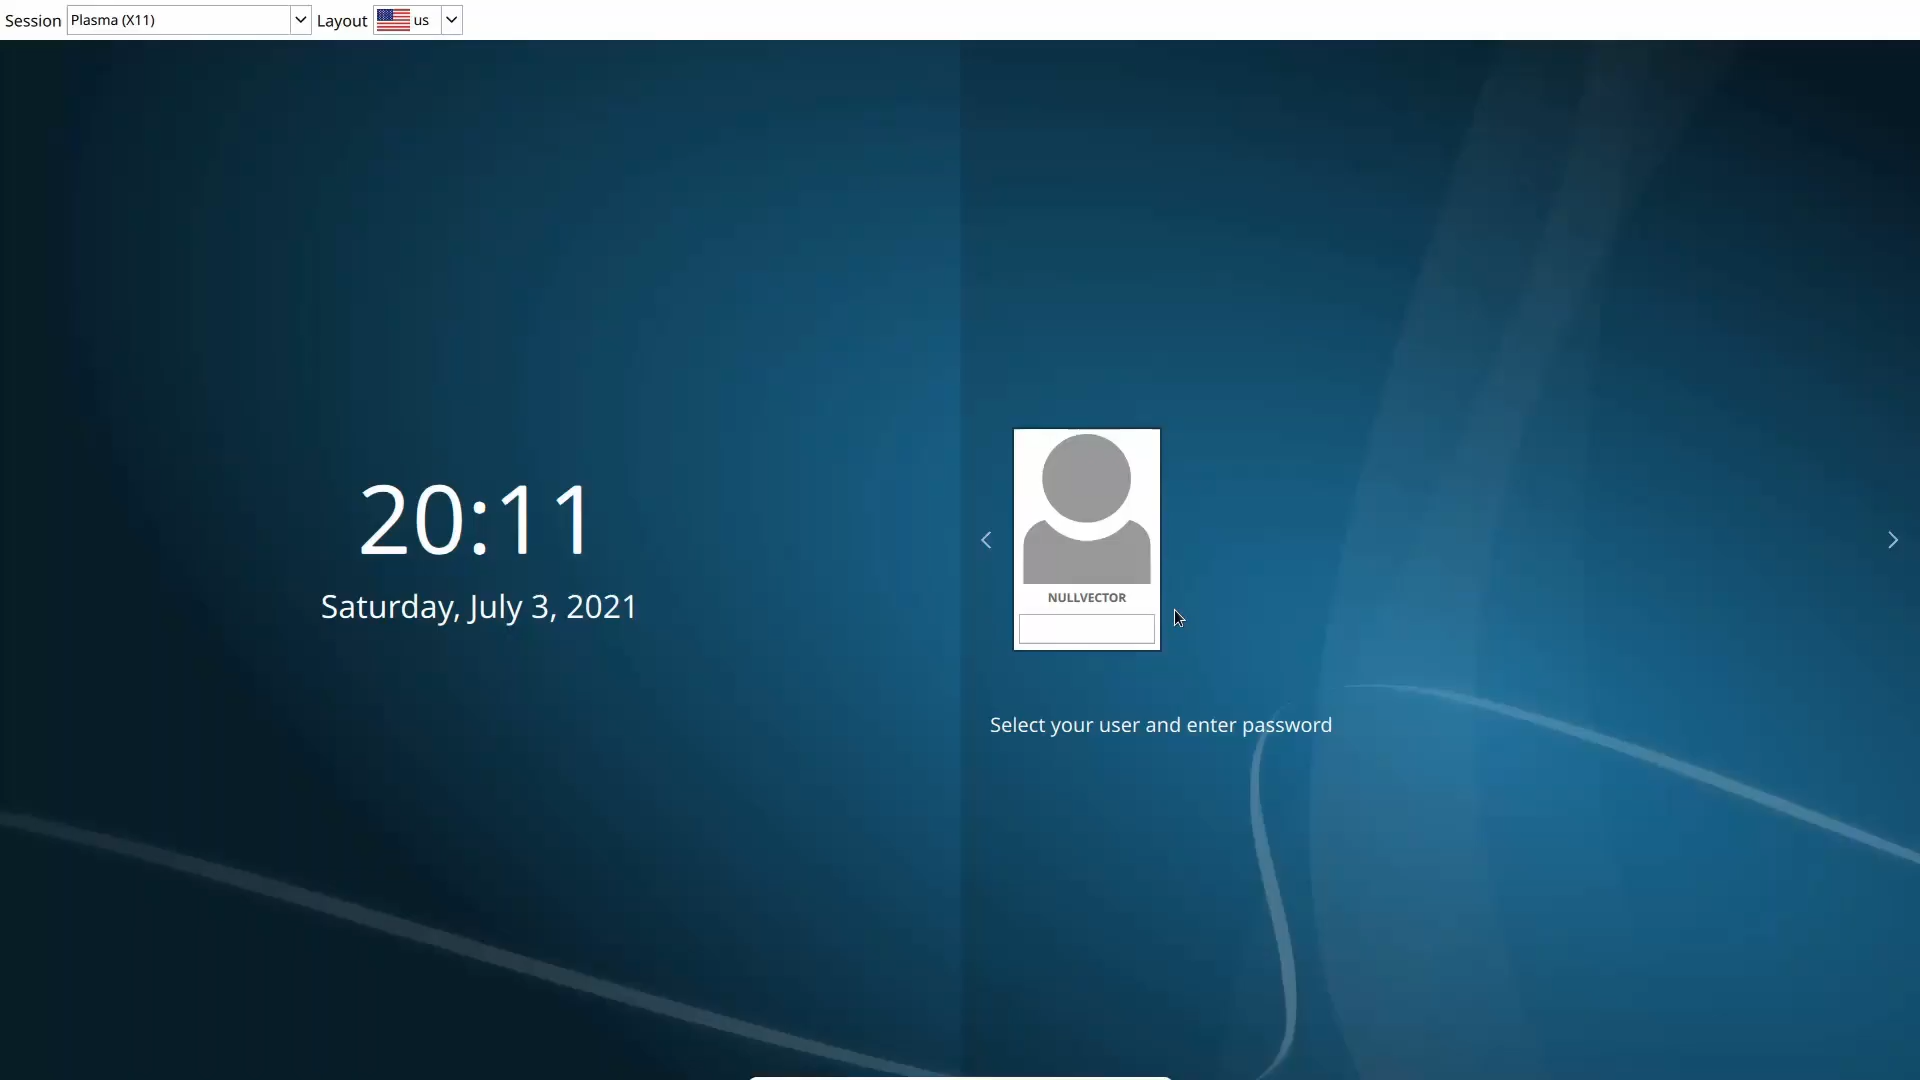 Session Plasma (X11) Layout us
20:11
Saturday, July 3, 2021
NULLVECTOR
Select your user and enter password